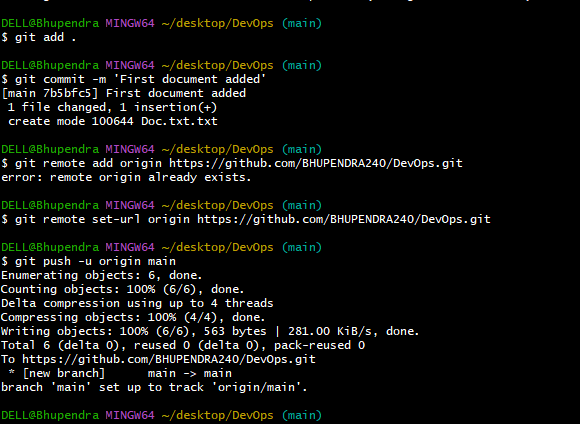 DELL@Bhupendra MINGW64 ~/desktop/DevOps (main)
$ git add .
DELL@Bhupendra MINGW64 ~/desktop/DevOps (main)
$ git commit -m 'First document added'
[main 7b5bfc5] First document added
 1 file changed, 1 insertion(+)
 create mode 100644 Doc.txt.txt
DELL@Bhupendra MINGW64 ~/desktop/DevOps (main)
$ git remote add origin https://github.com/BHUPENDRA240/DevOps.git
error: remote origin already exists.
DELL@Bhupendra MINGW64 ~/desktop/DevOps (main)
$ git remote set-url origin https://github.com/BHUPENDRA240/DevOps.git
DELL@Bhupendra MINGW64 ~/desktop/DevOps (main)
$ git push -u origin main
Enumerating objects: 6, done.
Counting objects: 100% (6/6), done.
Delta compression using up to 4 threads
Compressing objects: 100% (4/4), done.
Writing objects: 100% (6/6), 563 bytes | 281.00 KiB/s, done.
Total 6 (delta 0), reused 0 (delta 0), pack-reused 0
To https://github.com/BHUPENDRA240/DevOps.git
 * [new branch]      main -> main
branch 'main' set up to track 'origin/main'.
DELL@Bhupendra MINGW64 ~/desktop/DevOps (main)